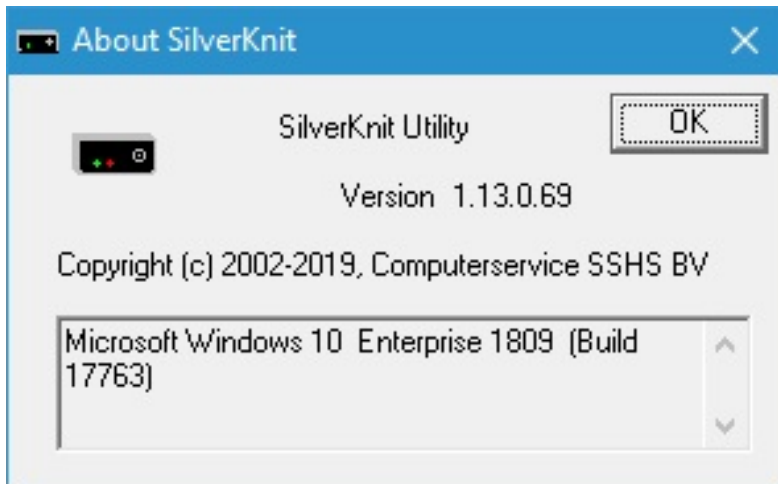 About SilverKnit
SilverKnit Utility
OK
Version 1.13.0.69
Copyright (c) 2002-2019, Computerservice SSHS BV
Microsoft Windows 10 Enterprise 1809 (Build
17763)